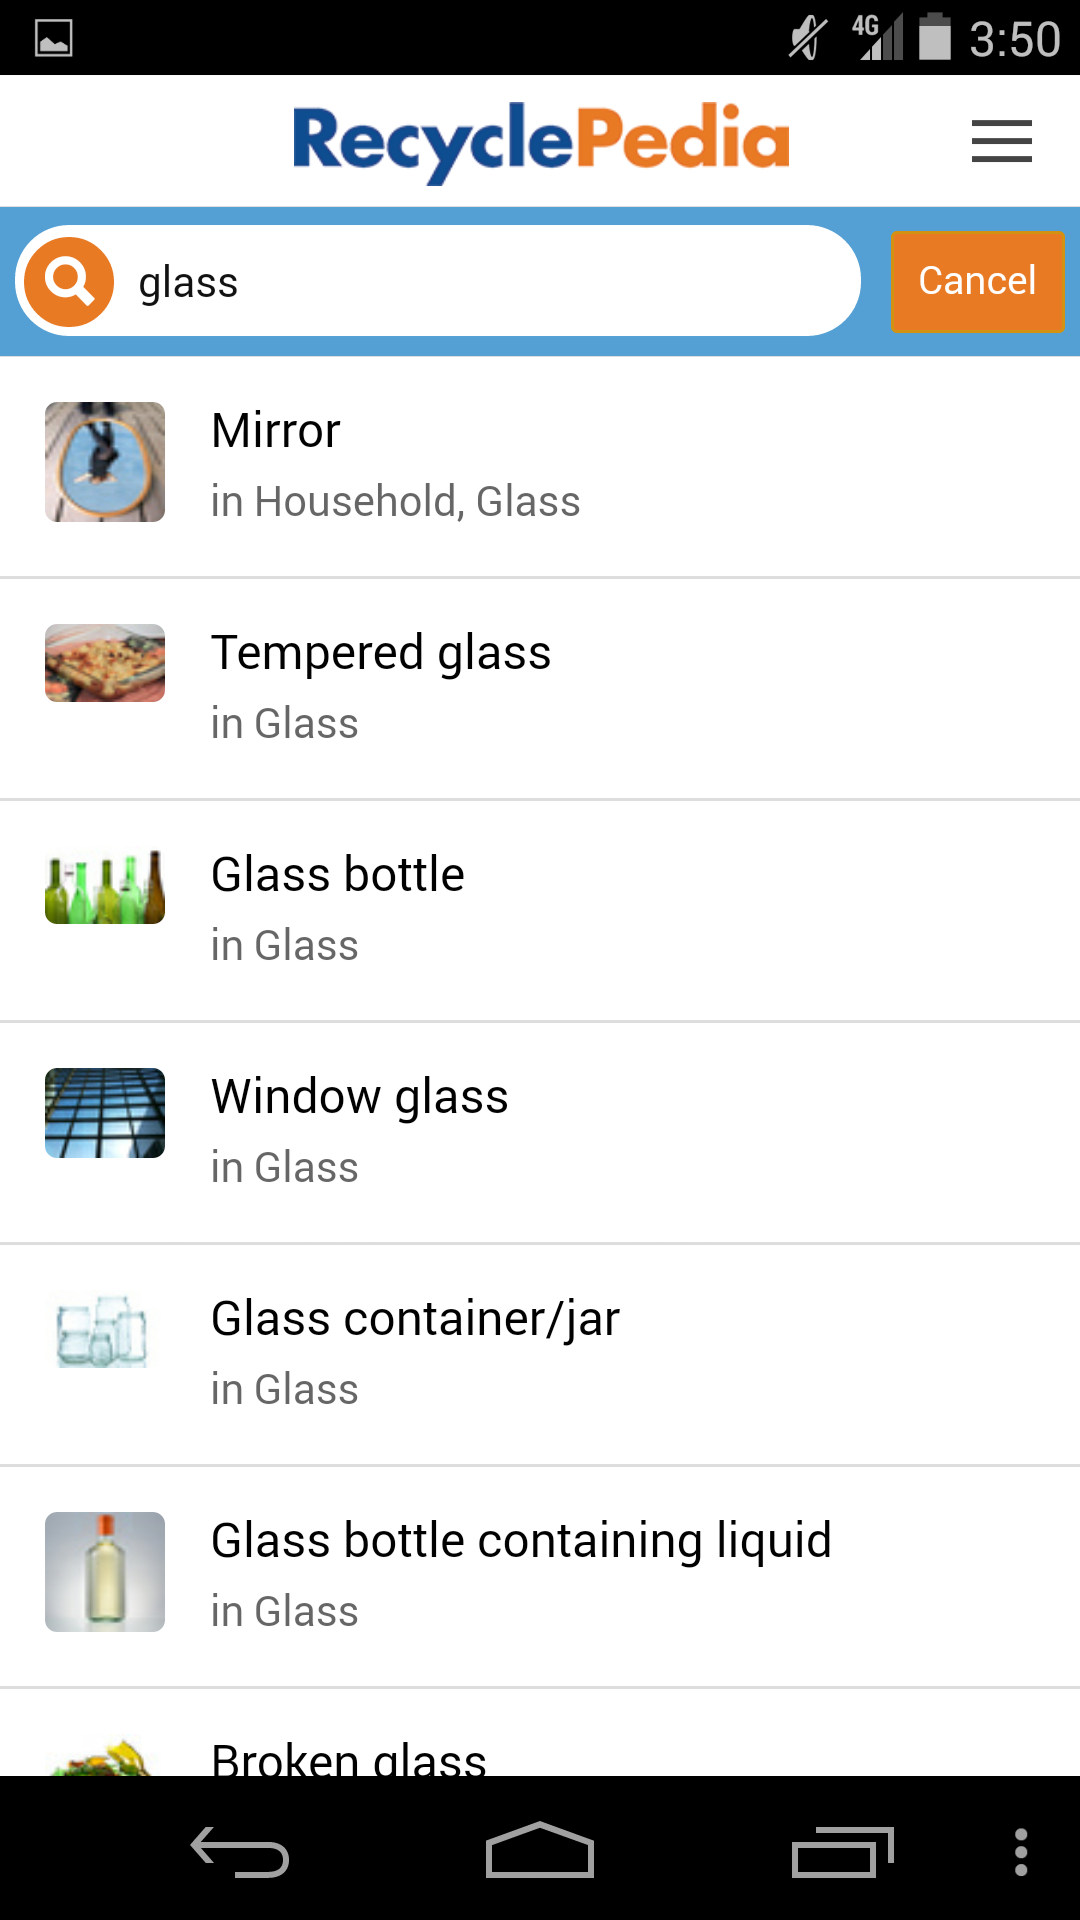 4G 3:50
RecyclePedia
glass Cancel
Mirror
in Household, Glass
Tempered glass
in Glass
Glass bottle
in Glass
Window glass
in Glass
Glass container/jar
in Glass
Glass bottle containing liquid
in Glass
Broken glass